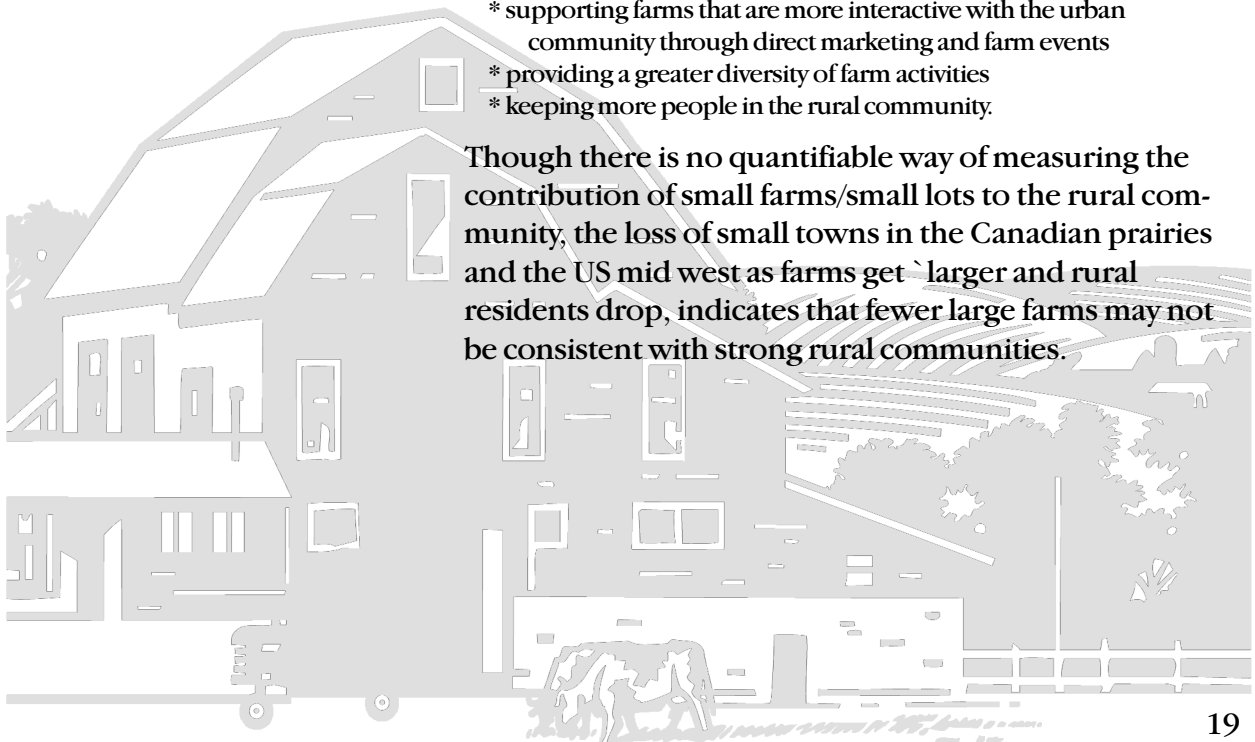 * supporting farms that are more interactive with the urban
community through direct marketing and farm events
* providing a greater diversity of farm activities
* keeping more people in the rural community.
Though there is no quantifiable way of measuring the
contribution of small farms/small lots to the rural com-
munity, the loss of small towns in the Canadian prairies
and the US mid west as farms get `larger and rural
residents drop, indicates that fewer large farms may not
be consistent with strong rural communities.
19